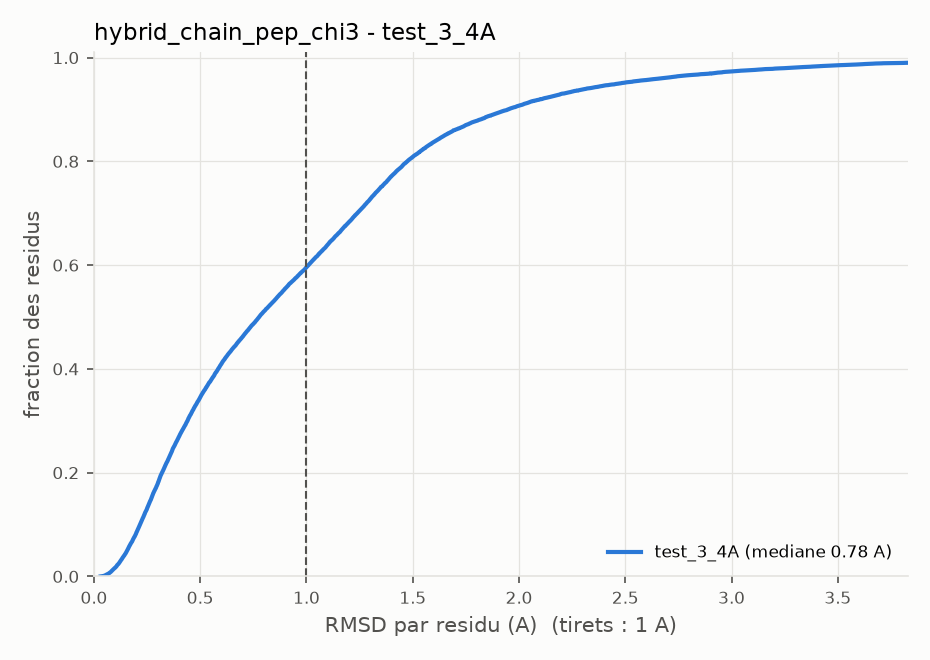 hybrid_chain_pep_chi3 - test_3_4A
1.0
0.8
0.6
0.4
0.2
0.0
fraction des residus
test_3_4A (mediane 0.78 A)
0.0 0.5 1.0 1.5 2.0 2.5 3.0 3.5
RMSD par residu (A)  (tirets : 1 A)